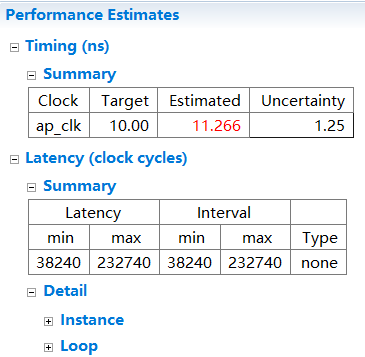 Performance Estimates
Timing (ns)
Summary
Clock Target Estimated Uncertainty
ap_clk 10.00 11.266 1.25
Latency (clock cycles)
Summary
Latency Interval
min max min max Type
38240 232740 38240 232740 none
Detail
Instance
Loop